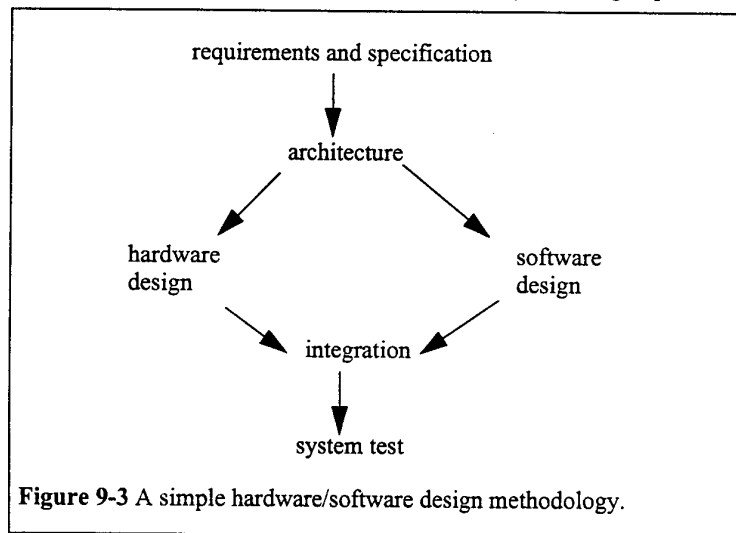 requirements and specification
architecture
hardware
design
software
design
integration
system test
Figure 9-3 A simple hardware/software design methodology.